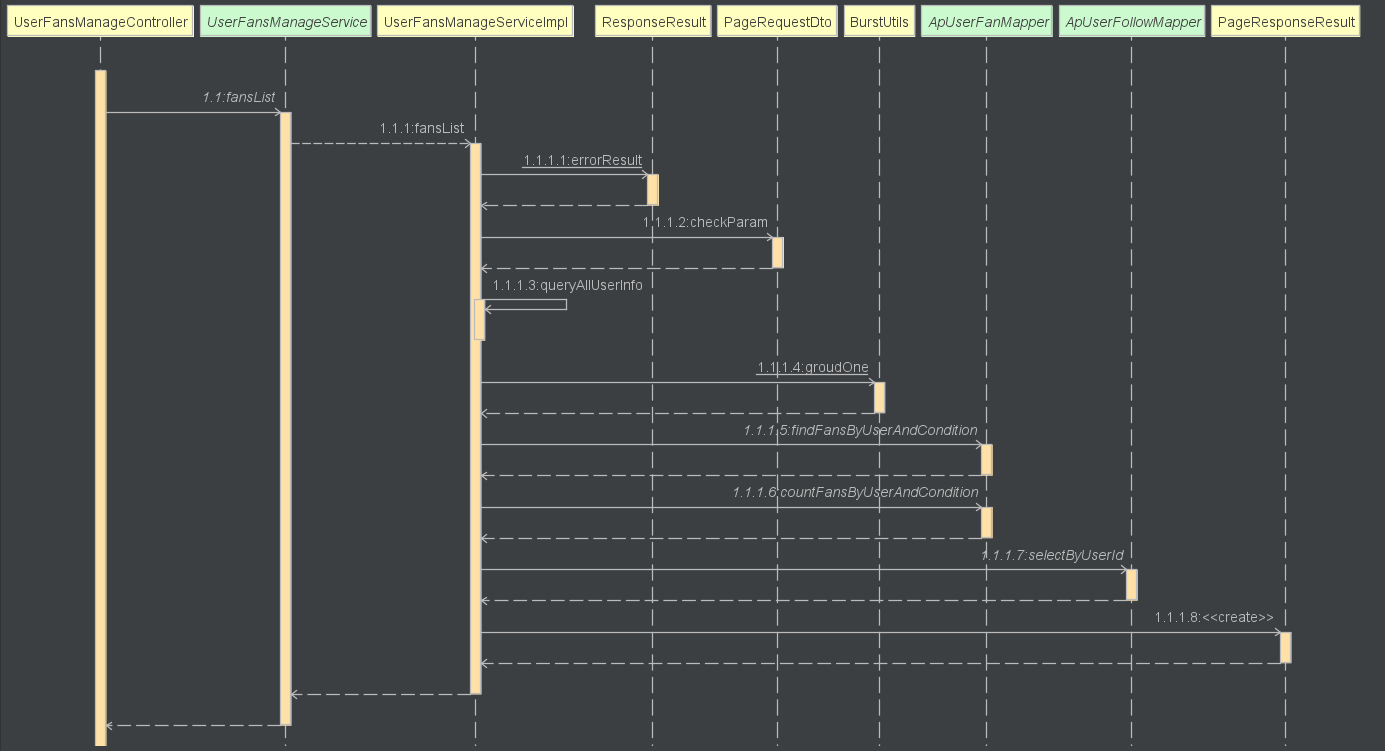 UserFansManageController
UserFansManageService
UserFansManageServiceImpl
ResponseResult
PageRequestDto
BurstUtils
ApUserFanMapper
ApUserFollowMapper
PageResponseResult
1.1:fansList
1.1.1:fansList
1.1.1.1:errorResult
1.1.1.2:checkParam
1.1.1.3:queryAllUserInfo
1.1.1.4:groudOne
1.1.1.5:findFansByUserAndCondition
1.1.1.6:countFansByUserAndCondition
1.1.1.7:selectByUserId
1.1.1.8:<<create>>